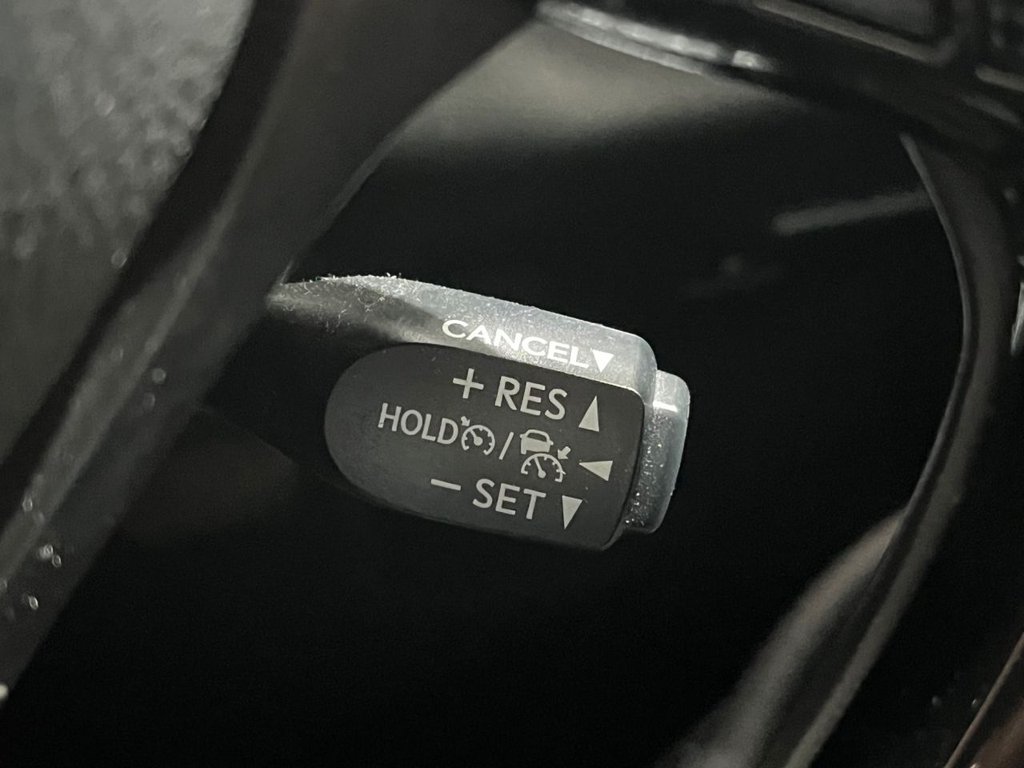 CANCEL▼
+ RES ▲
HOLD / ◀
– SET ▼